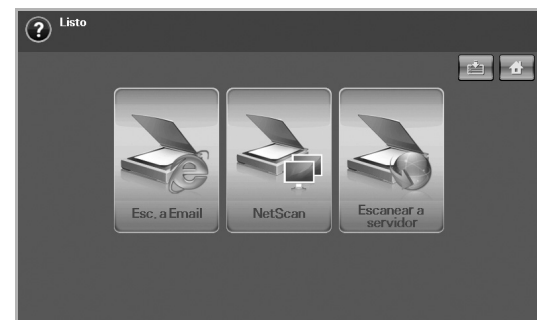 ? Listo
Esc. a Email
NetScan
Escanear a
servidor